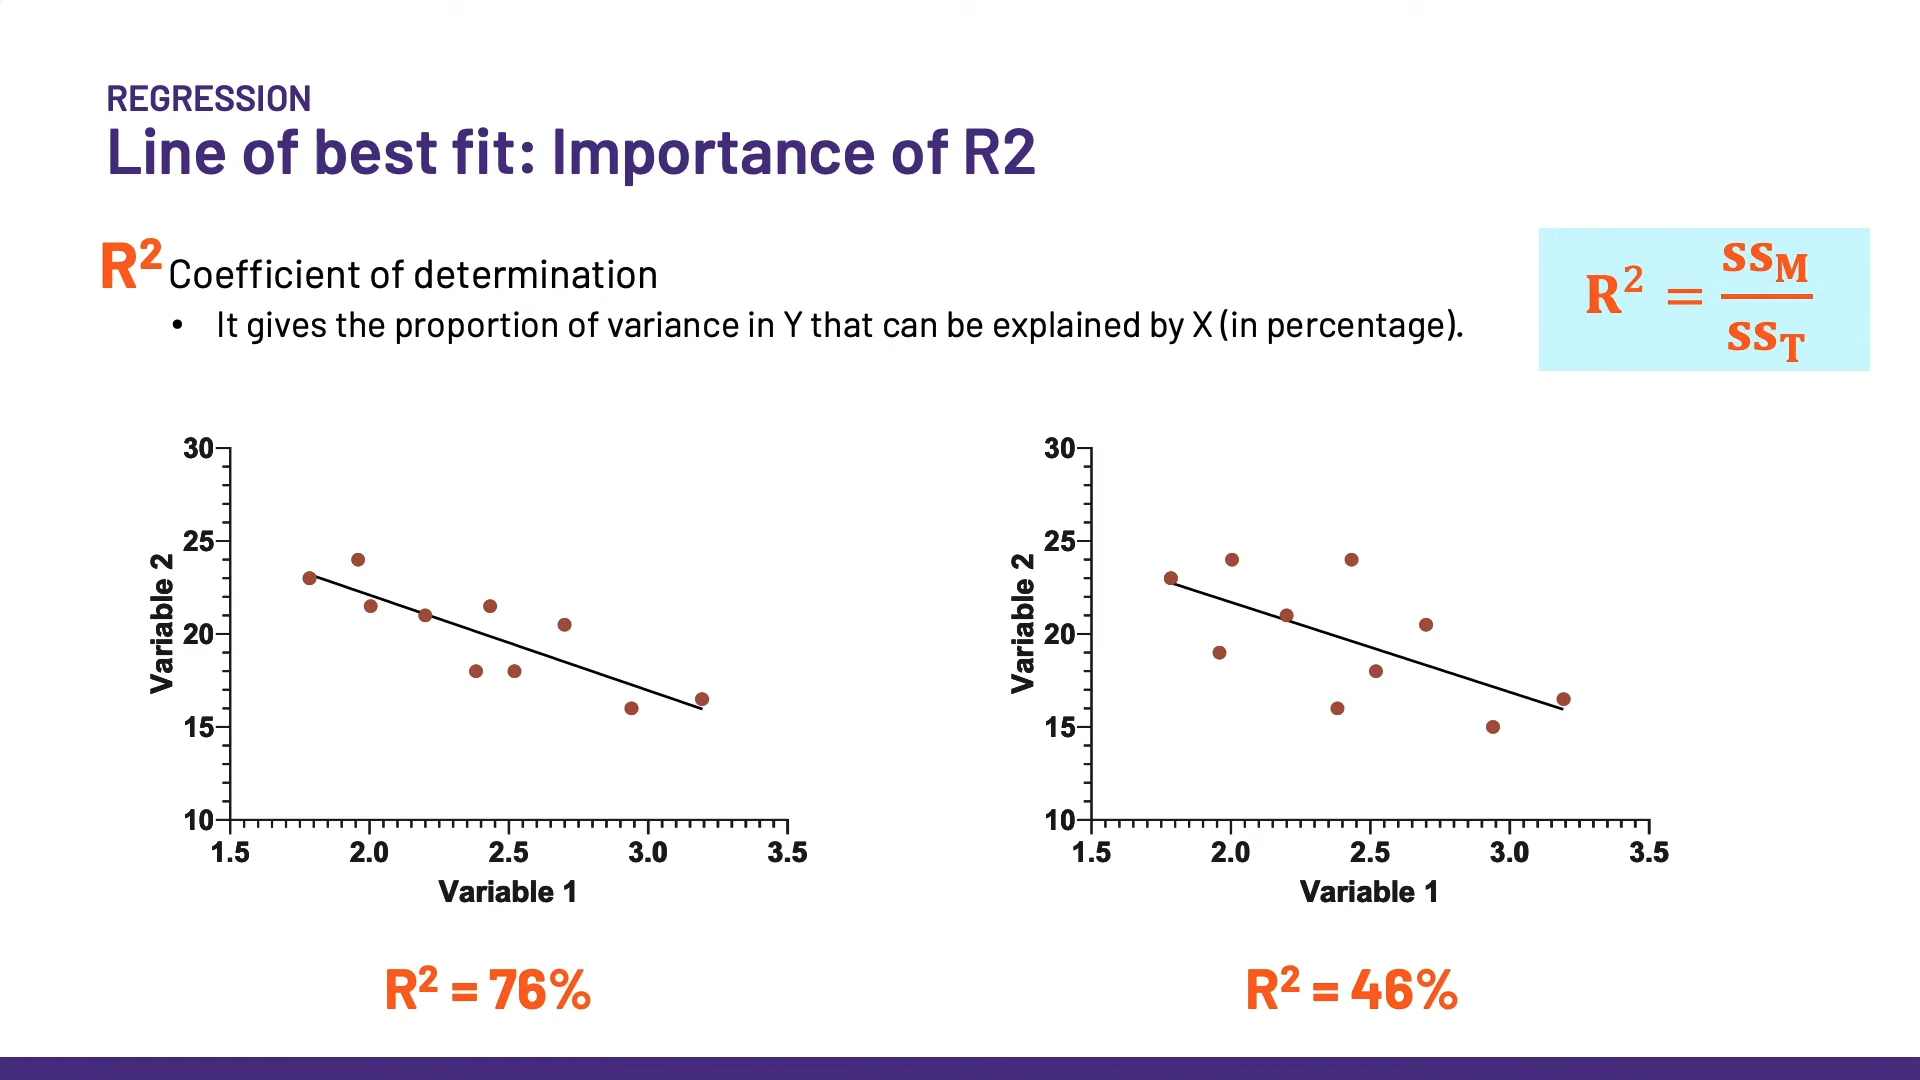 REGRESSION
Line of best fit: Importance of R2
R² Coefficient of determination
• It gives the proportion of variance in Y that can be explained by X (in percentage).
R² = SS_M / SS_T
30
25
20
15
10
Variable 2
1.5 2.0 2.5 3.0 3.5
Variable 1
R² = 76%
30
25
20
15
10
Variable 2
1.5 2.0 2.5 3.0 3.5
Variable 1
R² = 46%